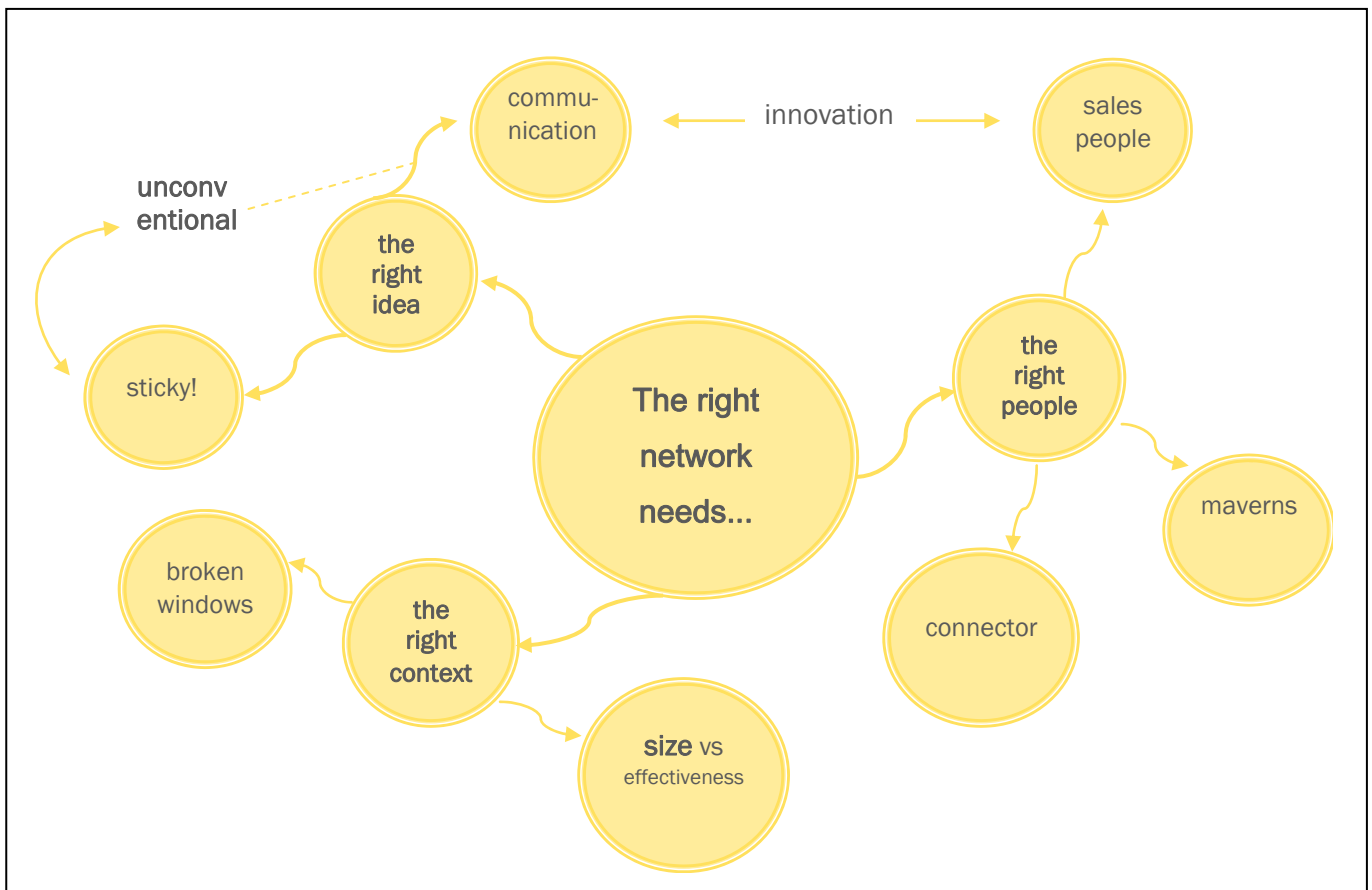 commu-
nication
innovation
sales
people
unconv
entional
the
right
idea
sticky!
The right
network
needs...
the
right
people
maverns
connector
broken
windows
the
right
context
size vs
effectiveness